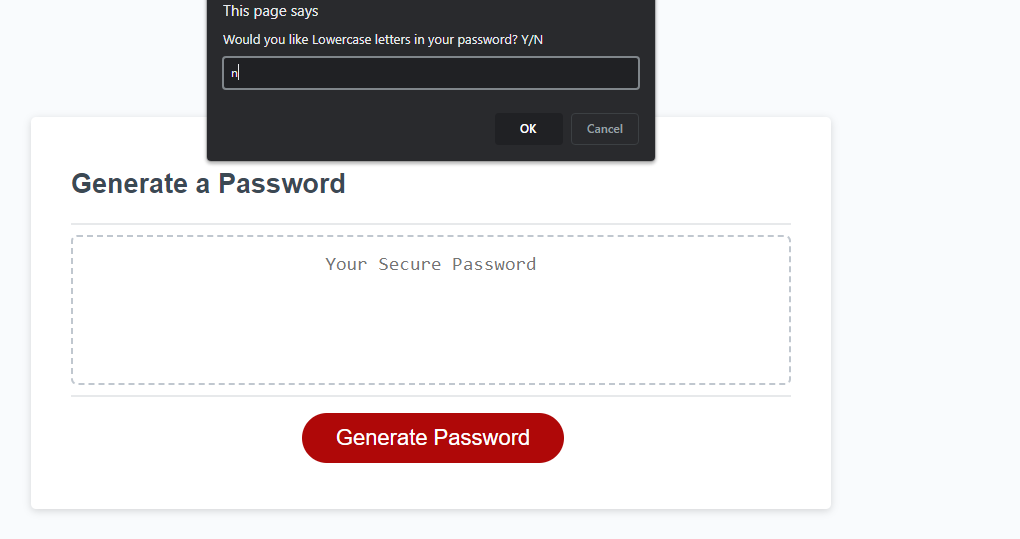 This page says
Would you like Lowercase letters in your password? Y/N
n
OK
Cancel
Generate a Password
Your Secure Password
Generate Password